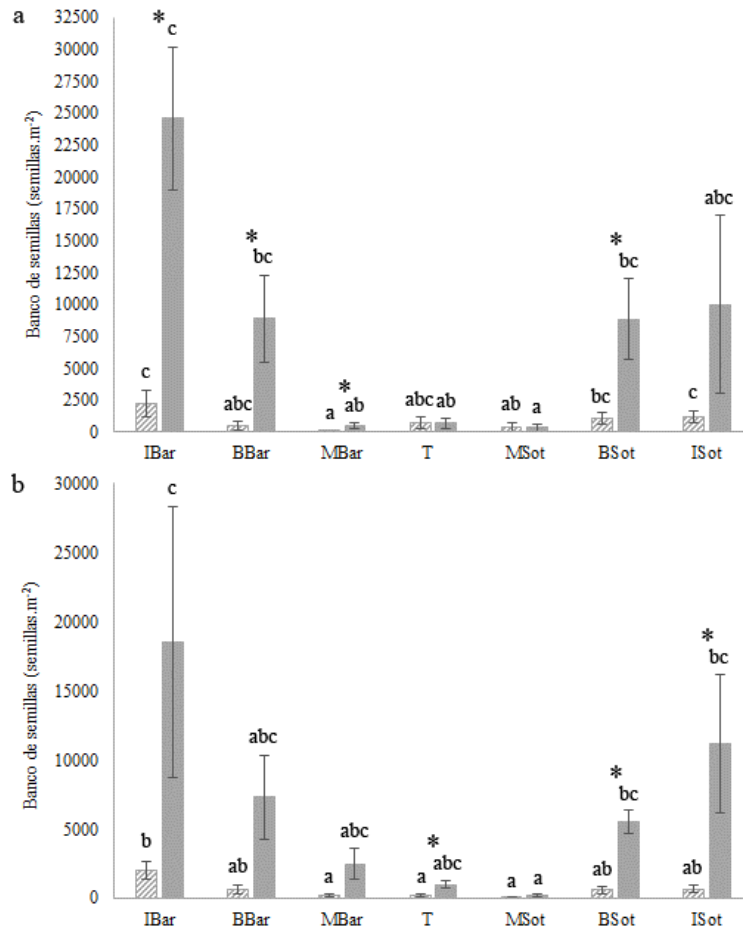 a
Banco de semillas (semillas.m⁻²)
32500
30000
27500
25000
22500
20000
17500
15000
12500
10000
7500
5000
2500
0
* c
c
* bc
abc
* ab
a
abc ab
ab a
* bc
bc
abc
c
IBar BBar MBar T MSot BSot ISot
b
Banco de semillas (semillas.m⁻²)
30000
25000
20000
15000
10000
5000
0
c
b
abc
ab
abc
a
* abc
a
a a
* bc
ab
* bc
ab
IBar BBar MBar T MSot BSot ISot